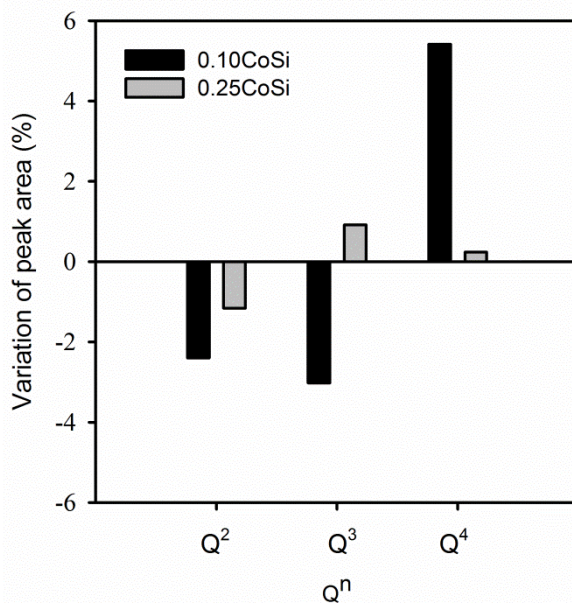 Variation of peak area (%)
6
4
2
0
-2
-4
-6
0.10CoSi
0.25CoSi
Q²
Q³
Q⁴
Qⁿ